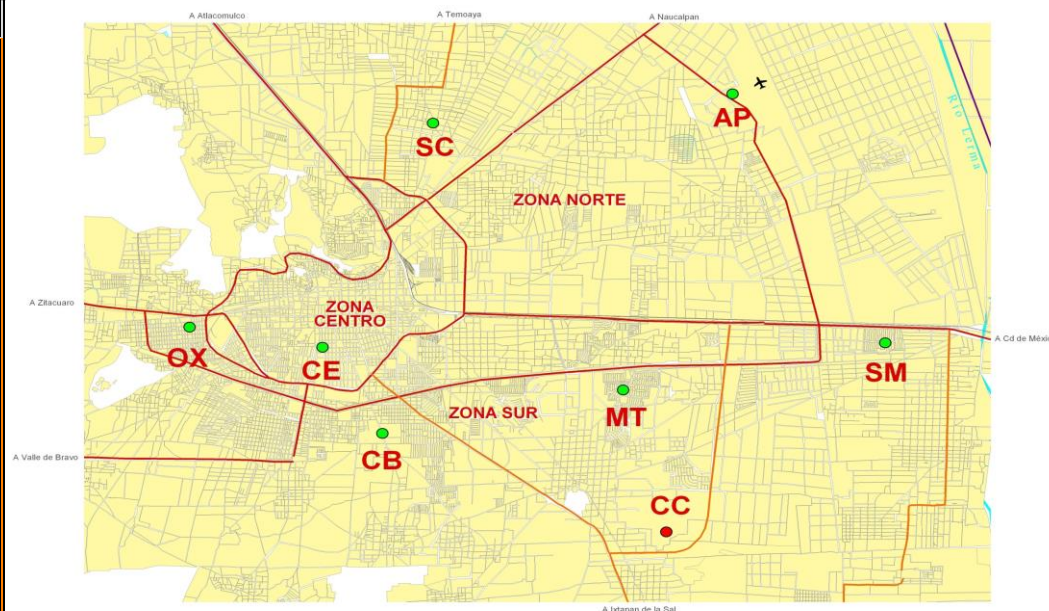 A Atlacomulco
A Temoaya
A Naucalpan
AP
Río Lerma
SC
ZONA NORTE
A Zitacuaro
ZONA
CENTRO
OX
CE
A Cd de Méxi
SM
MT
ZONA SUR
CB
A Valle de Bravo
CC
A Ixtapan de la Sal